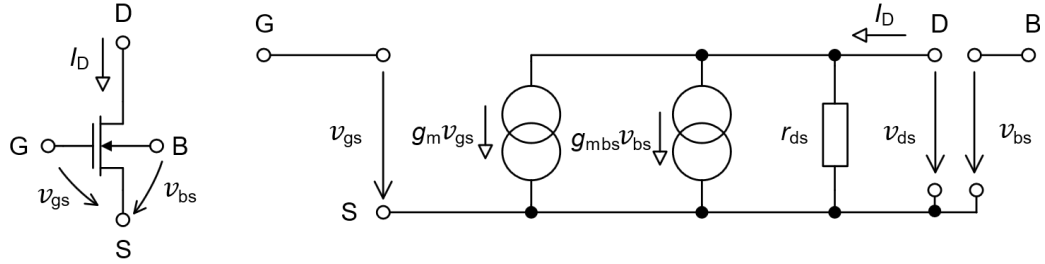 D
I_D
G
B
v_gs
v_bs
S
G
I_D
D
B
v_gs
g_m v_gs
g_mbs v_bs
r_ds
v_ds
v_bs
S